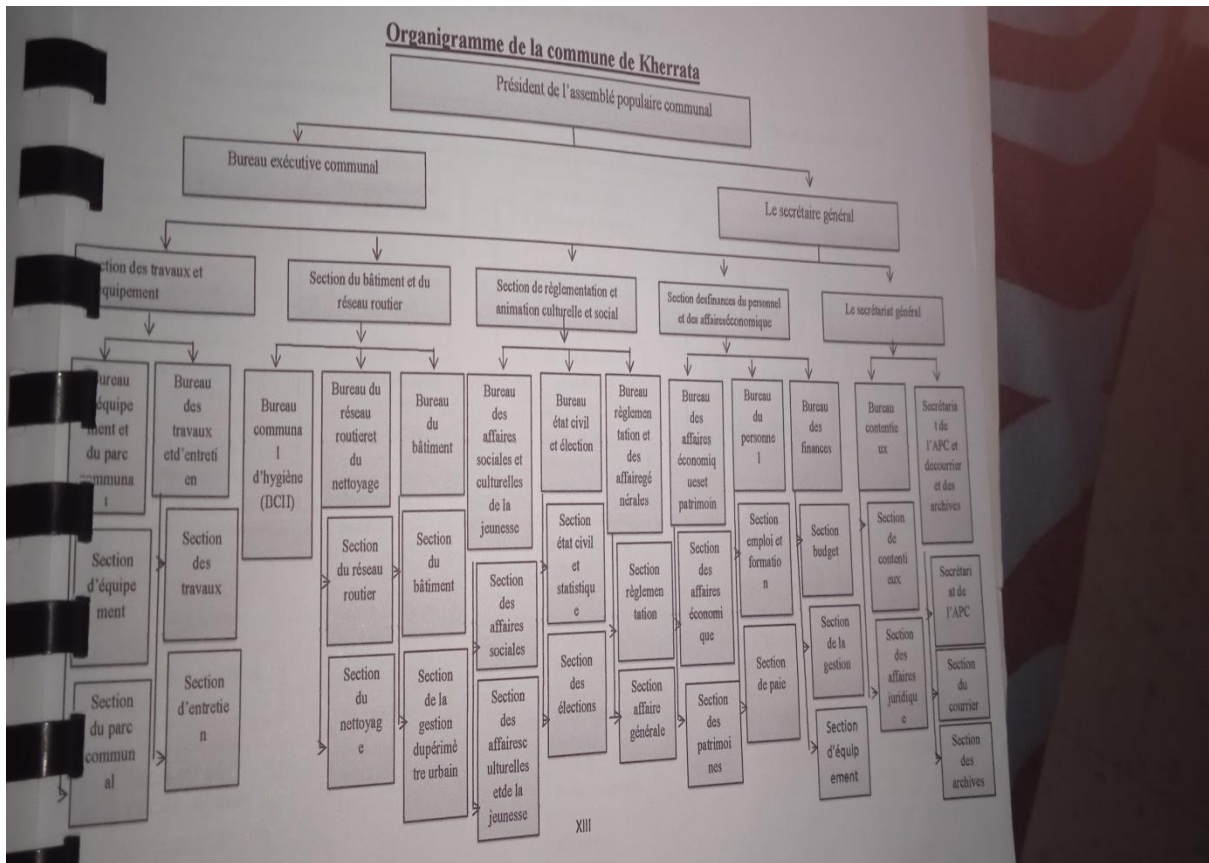 Organigramme de la commune de Kherrata
Président de l'assemblé populaire communal
Bureau exécutive communal
Le secrétaire général
ction des travaux et
quipement
Section du bâtiment et du
réseau routier
Section de règlementation et
animation culturelle et social
Section desfinances du personnel
et des affaireséconomique
Le secrétariat général
ureau
équipe
ment et
du parc
ommuna
l
Bureau
des
travaux
etd'entreti
en
Bureau
communa
l
d'hygiène
(BCH)
Bureau du
réseau
routieret
du
nettoyage
Bureau
du
bâtiment
Bureau
des
affaires
sociales et
culturelles
de la
jeunesse
Bureau
état civil
et élection
Bureau
règlemen
tation et
des
affairegé
nérales
Bureau
des
affaires
économiq
ueset
patrimoin
Bureau
du
personne
l
Bureau
des
finances
Bureau
contentie
ux
Secrétaria
t de
l'APC et
decourrier
et des
archives
Section
d'équipe
ment
Section
des
travaux
Section
du réseau
routier
Section
du
bâtiment
Section
des
affaires
sociales
Section
état civil
et
statistique
e
Section
règlemen
tation
Section
des
affaires
économi
que
Section
emploi et
formatio
n
Section
budget
Section
de
contenti
eux
Secrétari
at de
l'APC
Section
du parc
commun
al
Section
d'entretie
n
Section
du
nettoyag
e
Section
de la
gestion
dupérimè
tre urbain
Section
des
affairesc
ulturelles
etde la
jeunesse
Section
des
élections
Section
affaire
générale
Section
des
patrimoi
nes
Section
de paie
Section
de la
gestion
Section
d'équip
ement
Section
des
affaires
juridiqu
e
Section
du
courrier
Section
des
archives
XIII